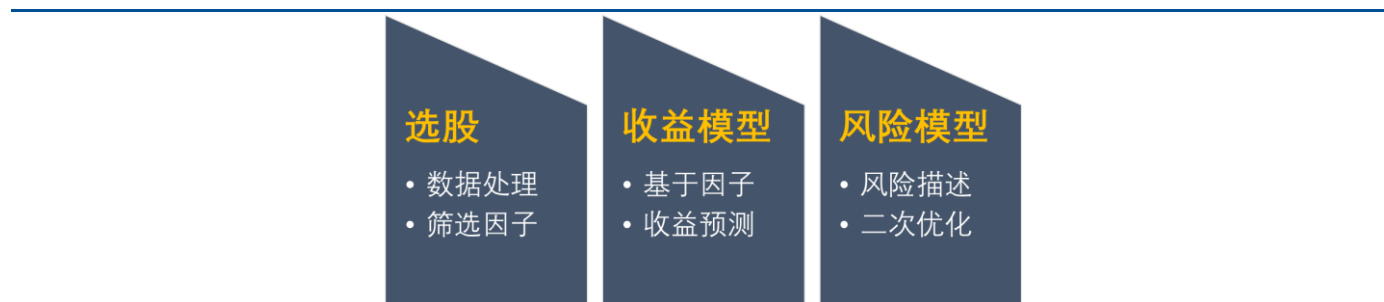 选股
• 数据处理
• 筛选因子
收益模型
• 基于因子
• 收益预测
风险模型
• 风险描述
• 二次优化